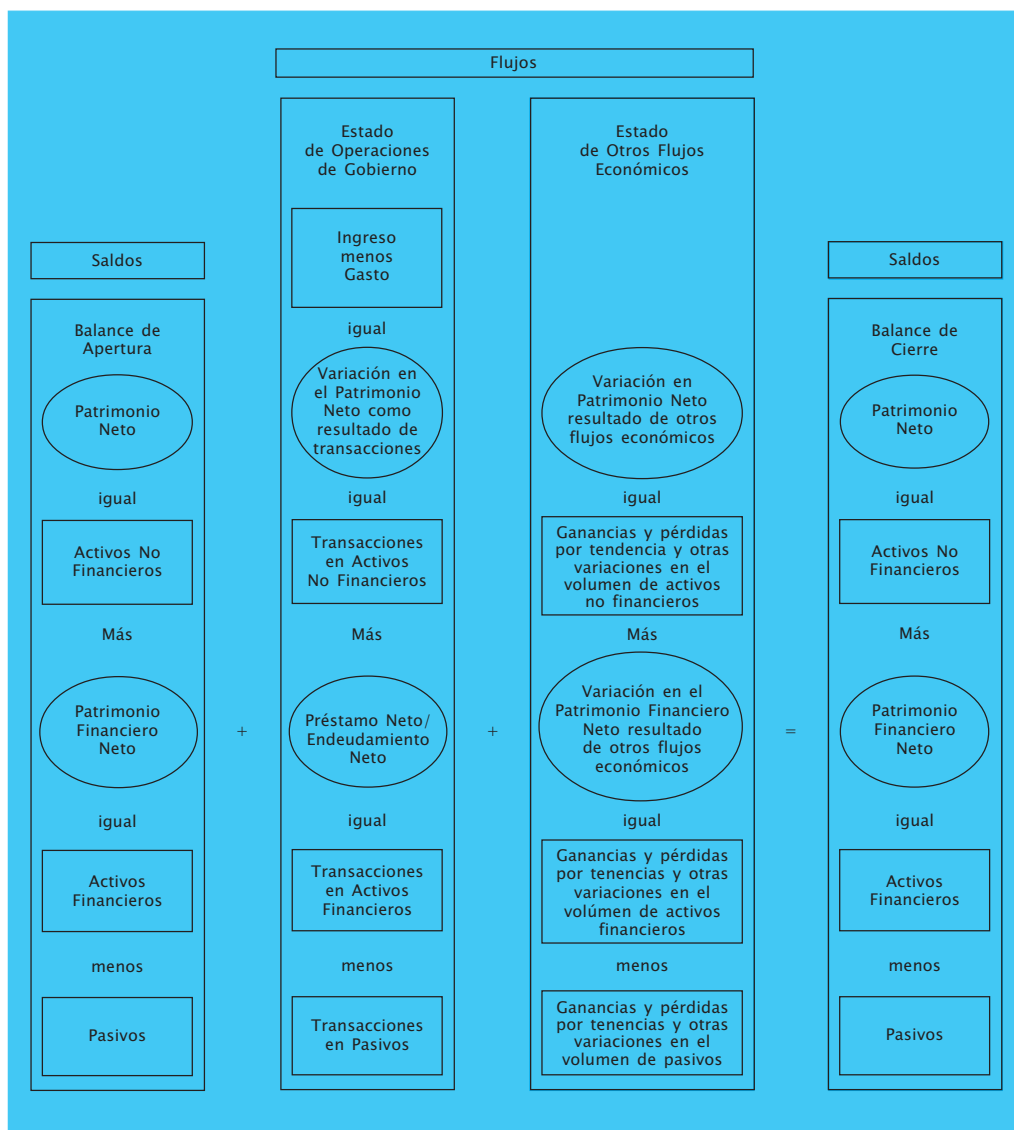 Flujos
Saldos
Balance de
Apertura
Patrimonio
Neto
igual
Activos No
Financieros
Más
Patrimonio
Financiero
Neto
igual
Activos
Financieros
menos
Pasivos
+
Estado
de Operaciones
de Gobierno
Ingreso
menos
Gasto
igual
Variación en
el Patrimonio
Neto como
resultado de
transacciones
igual
Transacciones
en Activos
No Financieros
Más
Préstamo Neto/
Endeudamiento
Neto
igual
Transacciones
en Activos
Financieros
menos
Transacciones
en Pasivos
+
Estado
de Otros Flujos
Económicos
Variación en
Patrimonio Neto
resultado de otros
flujos económicos
igual
Ganancias y pérdidas
por tendencia y otras
variaciones en el
volumen de activos
no financieros
Más
Variación en el
Patrimonio Financiero
Neto resultado
de otros flujos
económicos
igual
Ganancias y pérdidas
por tenencias y otras
variaciones en el
volúmen de activos
financieros
menos
Ganancias y pérdidas
por tenencias y otras
variaciones en el
volumen de pasivos
=
Saldos
Balance de
Cierre
Patrimonio
Neto
igual
Activos No
Financieros
Más
Patrimonio
Financiero
Neto
igual
Activos
Financieros
menos
Pasivos